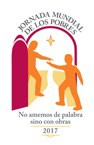 JORNADA MUNDIAL
DE LOS POBRES
No amemos de palabra
sino con obras
2017